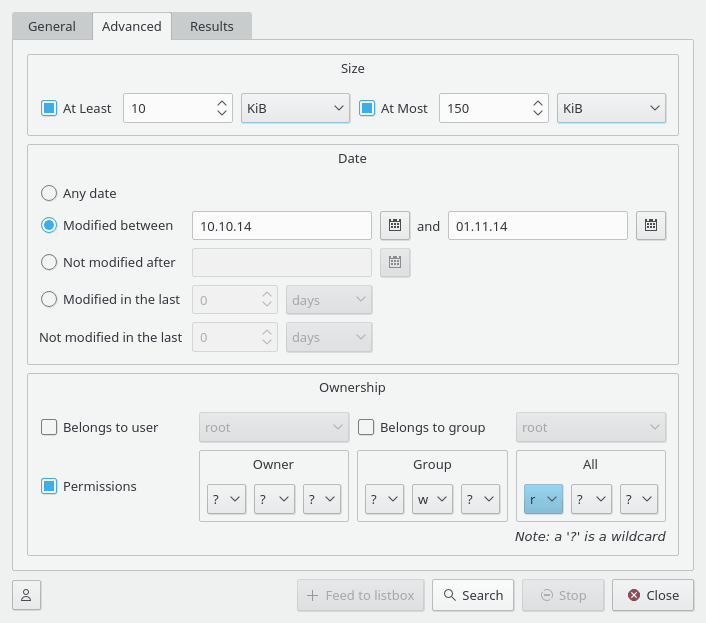 General Advanced Results
Size
At Least 10 KiB At Most 150 KiB
Date
Any date
Modified between 10.10.14 and 01.11.14
Not modified after
Modified in the last 0 days
Not modified in the last 0 days
Ownership
Belongs to user root Belongs to group root
Owner Group All
Permissions ? ? ? ? w ? r ? ?
Note: a '?' is a wildcard
Feed to listbox Search Stop Close